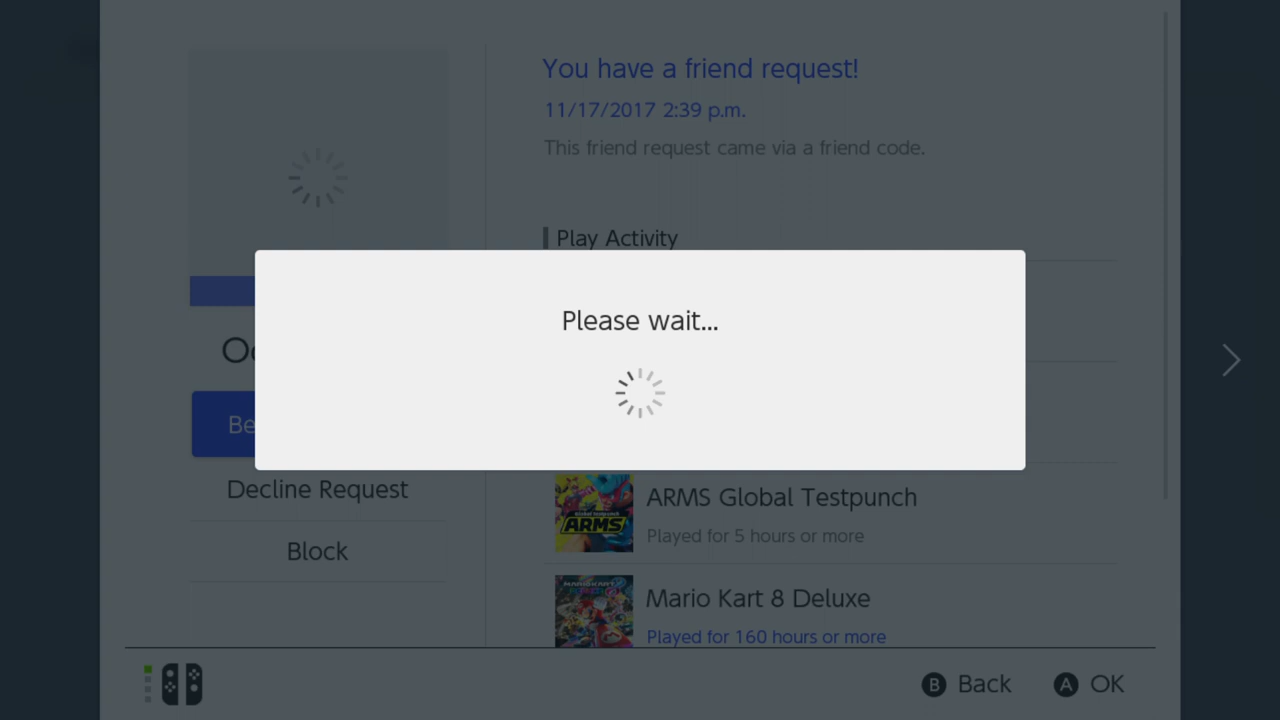 You have a friend request!
11/17/2017 2:39 p.m.
This friend request came via a friend code.
Play Activity
Please wait...
Decline Request
Block
ARMS
ARMS Global Testpunch
Played for 5 hours or more
Mario Kart 8 Deluxe
Played for 160 hours or more
B Back
A OK